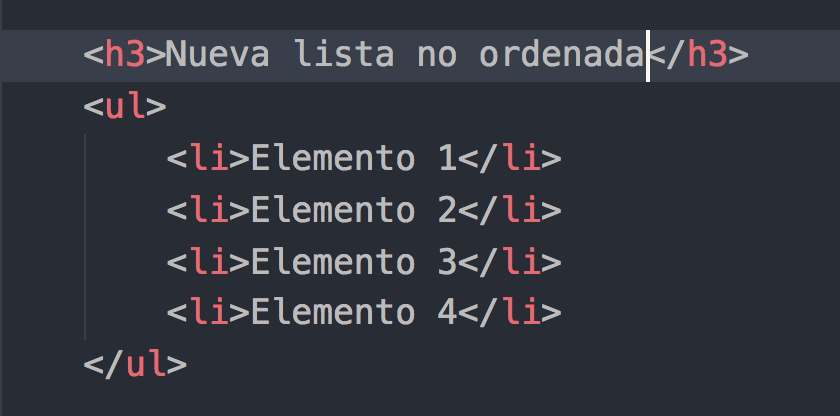 <h3>Nueva lista no ordenada</h3>
<ul>
    <li>Elemento 1</li>
    <li>Elemento 2</li>
    <li>Elemento 3</li>
    <li>Elemento 4</li>
</ul>